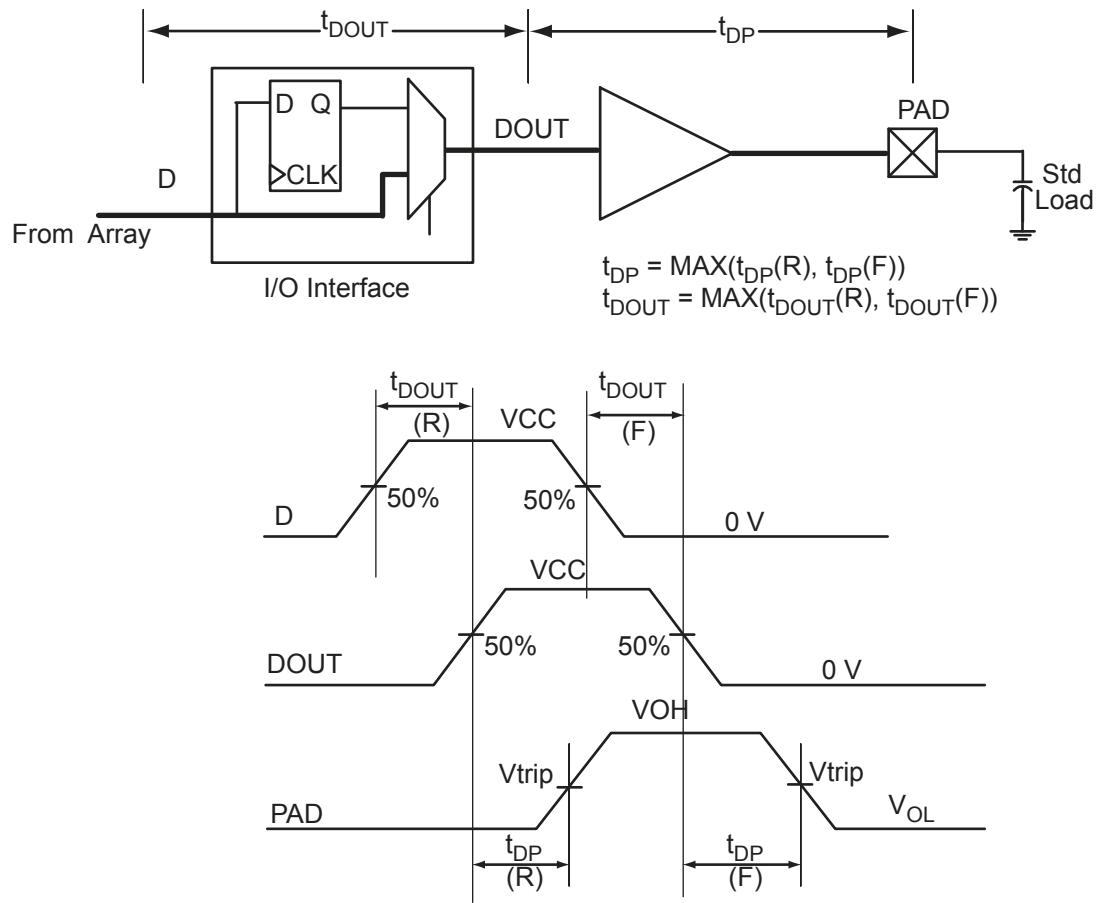 tDOUT
tDP
D Q
CLK
D
From Array
I/O Interface
DOUT
PAD
Std
Load
tDP = MAX(tDP(R), tDP(F))
tDOUT = MAX(tDOUT(R), tDOUT(F))
tDOUT
(R)
VCC
tDOUT
(F)
50%
50%
D
0 V
VCC
50%
50%
DOUT
0 V
VOH
Vtrip
Vtrip
PAD
VOL
tDP
(R)
tDP
(F)